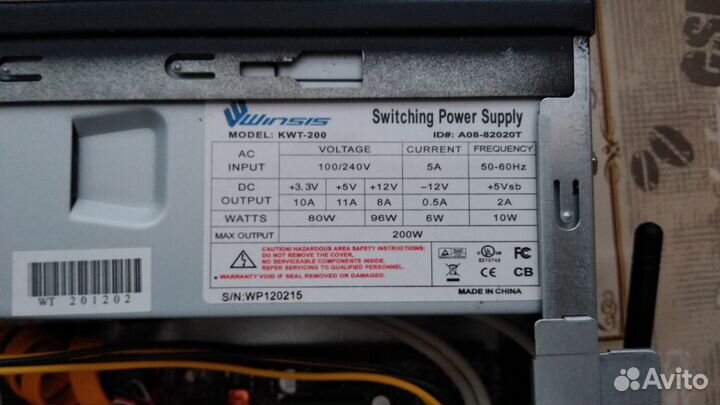 Winsis
Switching Power Supply
MODEL: KWT-200
ID#: A08-82020T
AC INPUT
VOLTAGE CURRENT FREQUENCY
100/240V 5A 50-60Hz
DC OUTPUT
+3.3V +5V +12V -12V +5Vsb
10A 11A 8A 0.5A 2A
WATTS 80W 96W 6W 10W
MAX OUTPUT 200W
CAUTION! HAZARDOUS AREA SAFETY INSTRUCTIONS:
DO NOT REMOVE THE COVER,
NO SERVICEABLE COMPONENTS INSIDE.
REFER SERVICING TO QUALIFIED PERSONNEL.
WARRANTY VOID IF SEAL REMOVED OR DAMAGED.
c UL US
E210743
FC
CE
CB
S/N:WP120215
MADE IN CHINA
WT 201202
Avito